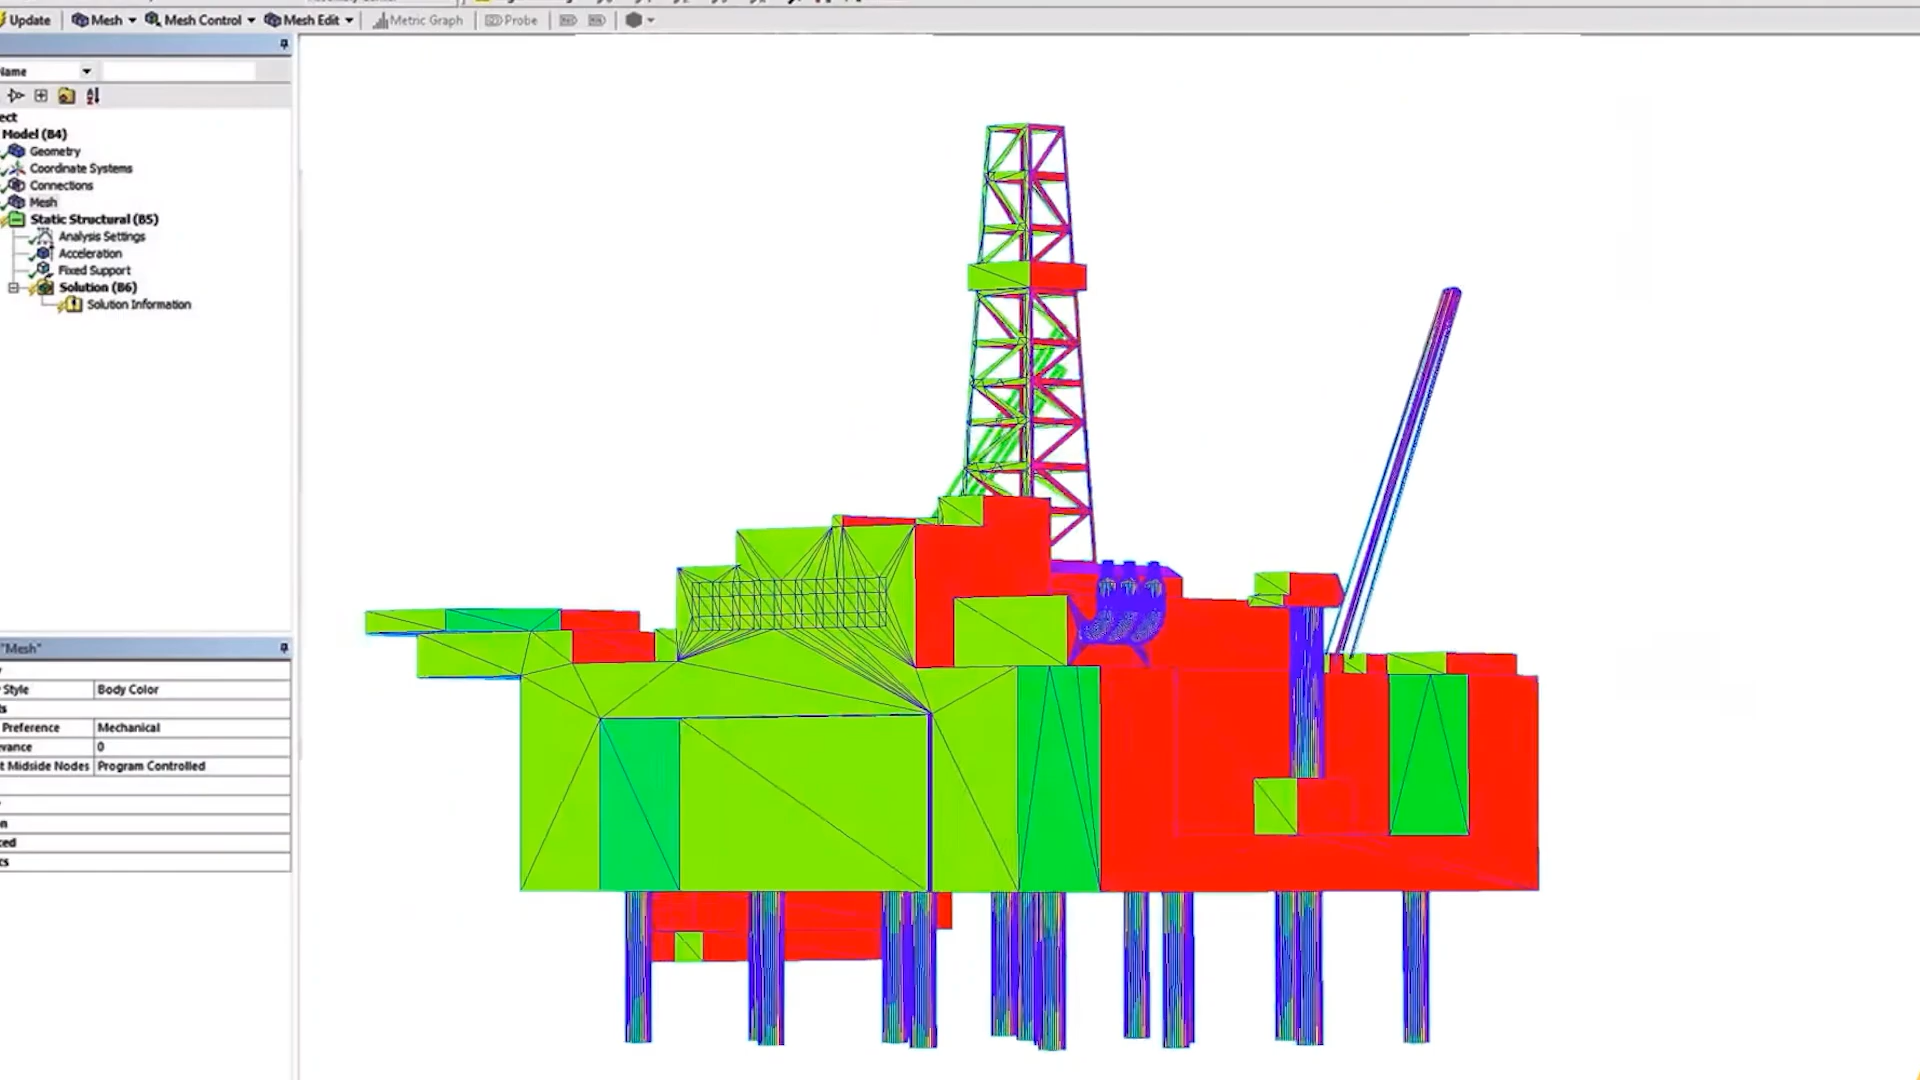 Update Mesh Mesh Control Mesh Edit Metric Graph Probe
Name
ect
Model (B4)
Geometry
Coordinate Systems
Connections
Mesh
Static Structural (B5)
Analysis Settings
Acceleration
Fixed Support
Solution (B6)
Solution Information
"Mesh"
Style Body Color
Preference Mechanical
evance 0
t Midside Nodes Program Controlled
ced